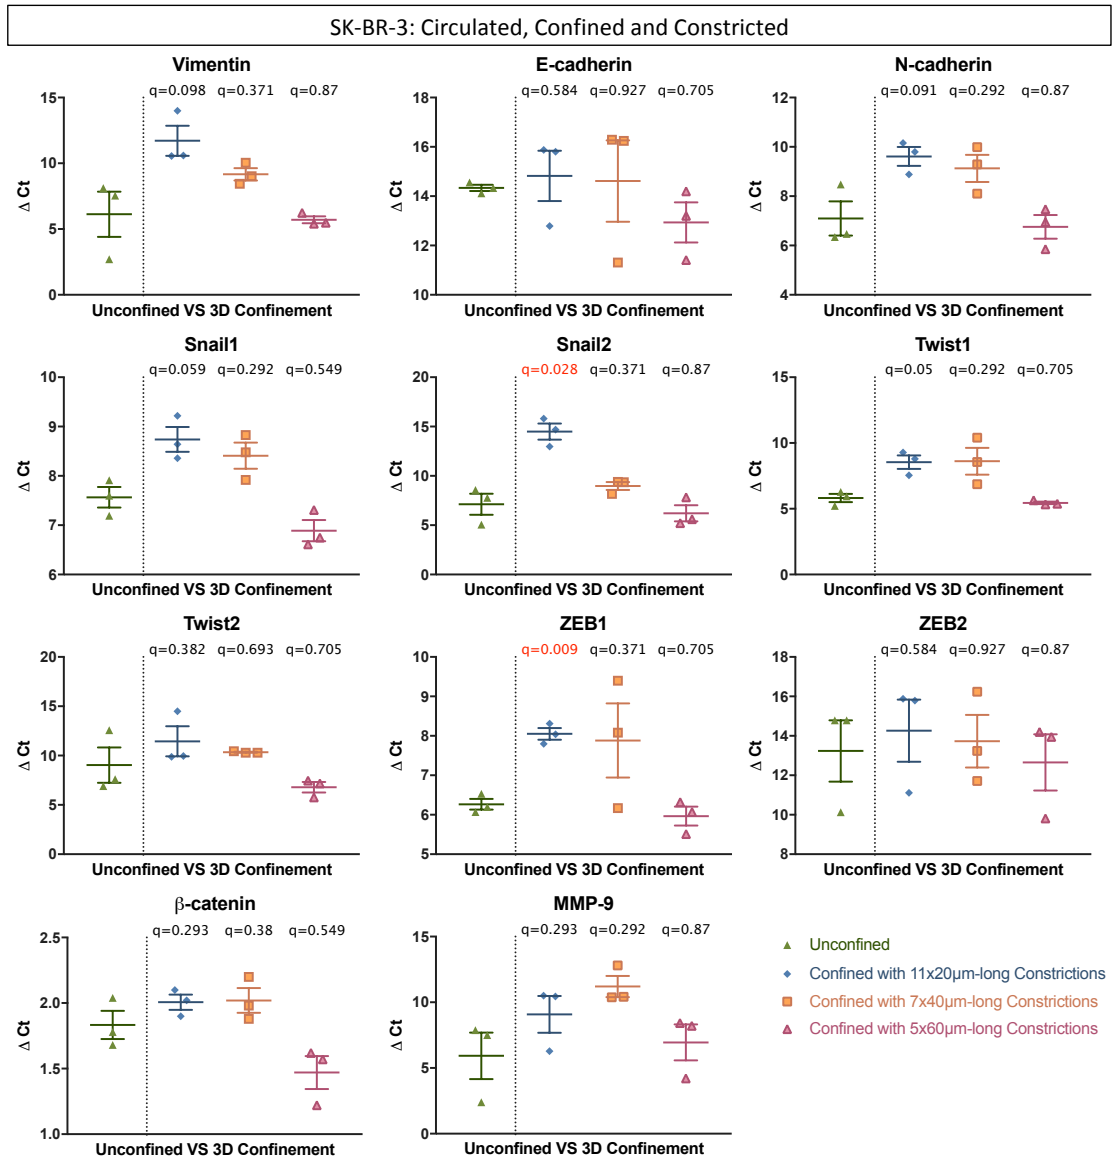 SK-BR-3: Circulated, Confined and Constricted
Vimentin
q=0.098 q=0.371 q=0.87
15
10
5
0
Δ Ct
Unconfined VS 3D Confinement
E-cadherin
q=0.584 q=0.927 q=0.705
18
16
14
12
10
Δ Ct
Unconfined VS 3D Confinement
N-cadherin
q=0.091 q=0.292 q=0.87
12
10
8
6
4
Δ Ct
Unconfined VS 3D Confinement
Snail1
q=0.059 q=0.292 q=0.549
10
9
8
7
6
Δ Ct
Unconfined VS 3D Confinement
Snail2
q=0.028 q=0.371 q=0.87
20
15
10
5
0
Δ Ct
Unconfined VS 3D Confinement
Twist1
q=0.05 q=0.292 q=0.705
15
10
5
0
Δ Ct
Unconfined VS 3D Confinement
Twist2
q=0.382 q=0.693 q=0.705
20
15
10
5
0
Δ Ct
Unconfined VS 3D Confinement
ZEB1
q=0.009 q=0.371 q=0.705
10
9
8
7
6
5
Δ Ct
Unconfined VS 3D Confinement
ZEB2
q=0.584 q=0.927 q=0.87
18
16
14
12
10
8
Δ Ct
Unconfined VS 3D Confinement
β-catenin
q=0.293 q=0.38 q=0.549
2.5
2.0
1.5
1.0
Δ Ct
Unconfined VS 3D Confinement
MMP-9
q=0.293 q=0.292 q=0.87
15
10
5
0
Δ Ct
Unconfined VS 3D Confinement
Unconfined
Confined with 11x20µm-long Constrictions
Confined with 7x40µm-long Constrictions
Confined with 5x60µm-long Constrictions